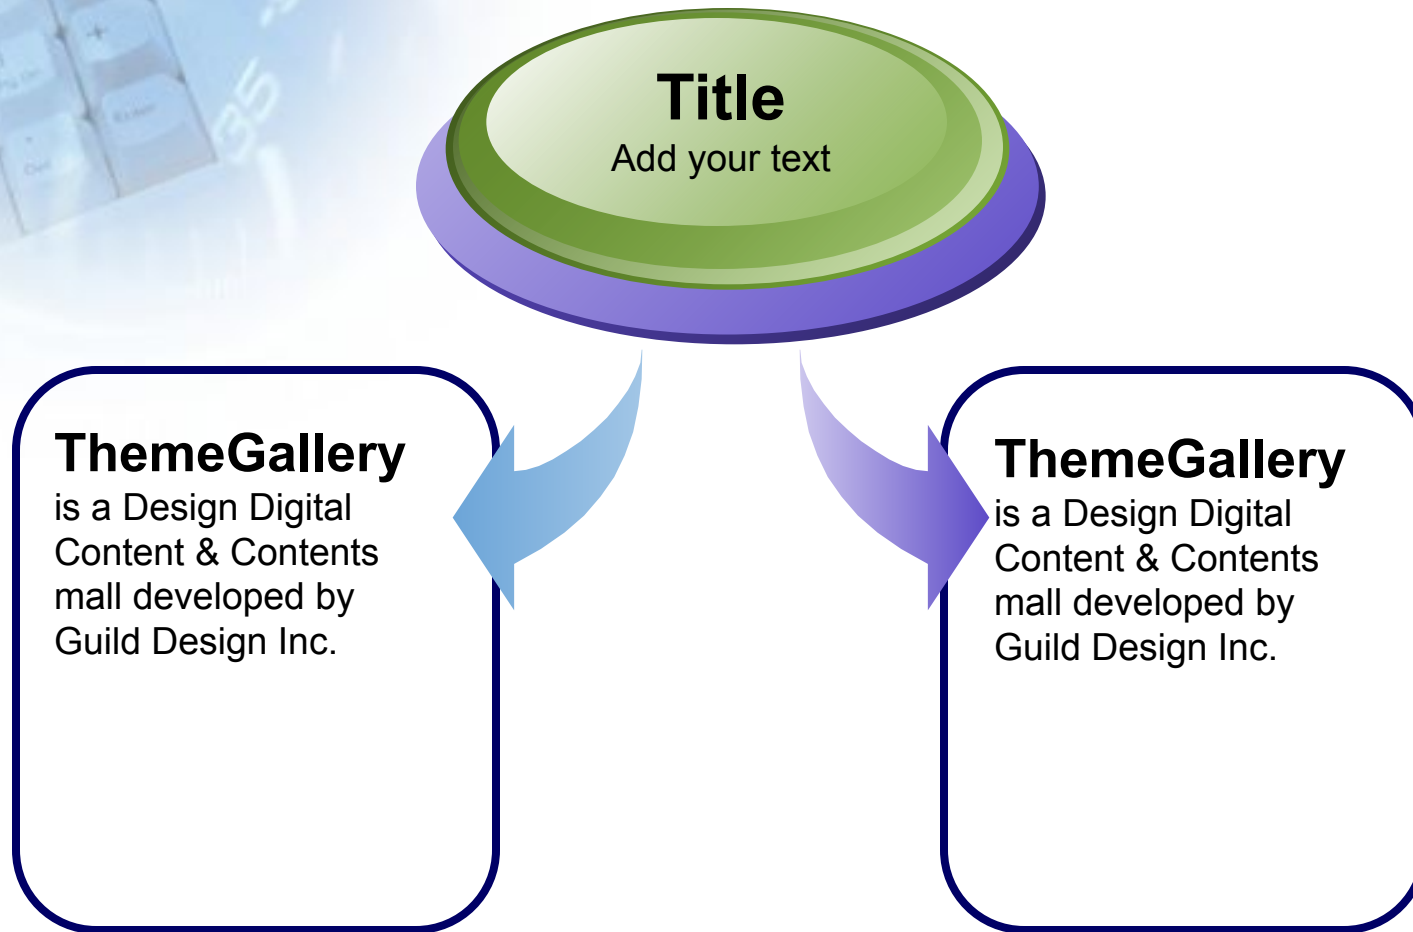 Title
Add your text
ThemeGallery
is a Design Digital
Content & Contents
mall developed by
Guild Design Inc.
ThemeGallery
is a Design Digital
Content & Contents
mall developed by
Guild Design Inc.
+
35